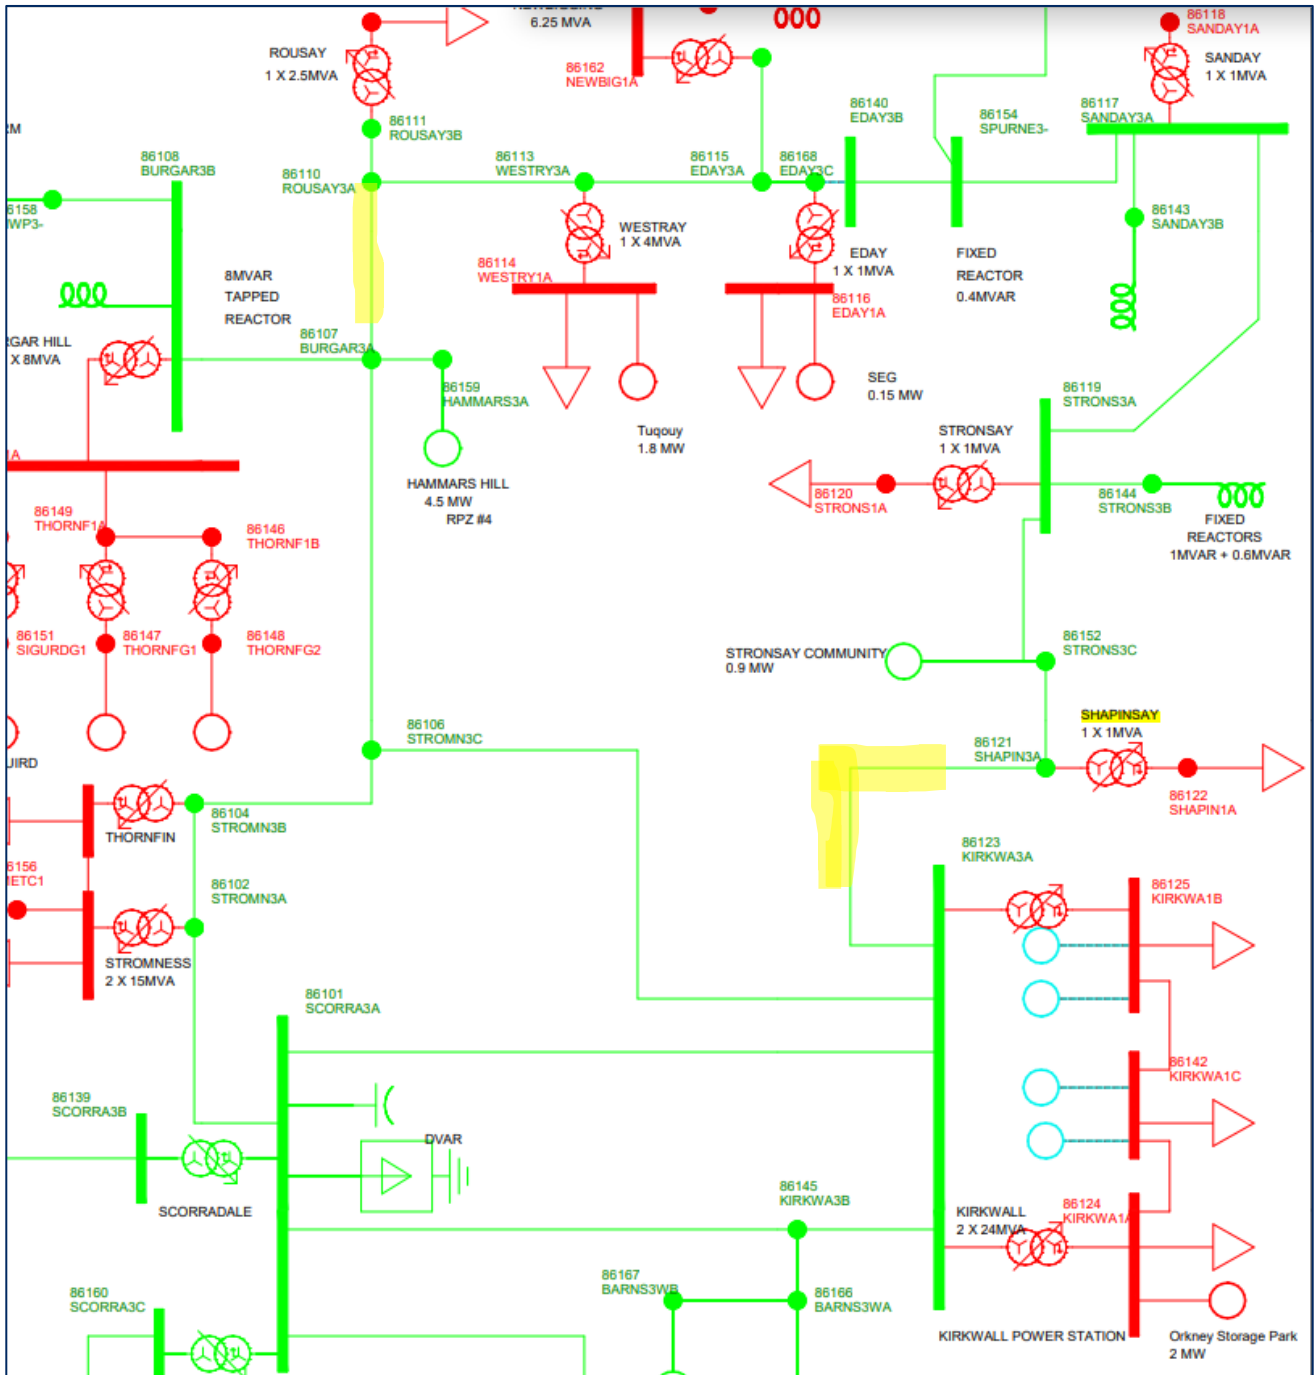 6.25 MVA
86118
SANDAY1A
ROUSAY
1 X 2.5MVA
86162
NEWBIG1A
SANDAY
1 X 1MVA
86111
ROUSAY3B
86140
EDAY3B
86154
SPURNE3-
86117
SANDAY3A
86108
BURGAR3B
86110
ROUSAY3A
86113
WESTRY3A
86115
EDAY3A
86168
EDAY3C
86143
SANDAY3B
WESTRAY
1 X 4MVA
EDAY
1 X 1MVA
FIXED
REACTOR
0.4MVAR
86114
WESTRY1A
86116
EDAY1A
8MVAR
TAPPED
REACTOR
86107
BURGAR3A
RGAR HILL
X 8MVA
86159
HAMMARS3A
SEG
0.15 MW
86119
STRONS3A
Tuqouy
1.8 MW
STRONSAY
1 X 1MVA
HAMMARS HILL
4.5 MW
RPZ #4
86120
STRONS1A
86144
STRONS3B
FIXED
REACTORS
1MVAR + 0.6MVAR
86149
THORNF1A
86146
THORNF1B
86151
SIGURDG1
86147
THORNFG1
86148
THORNFG2
STRONSAY COMMUNITY
0.9 MW
86152
STRONS3C
86106
STROMN3C
86121
SHAPIN3A
SHAPINSAY
1 X 1MVA
86122
SHAPIN1A
86104
STROMN3B
THORNFIN
86123
KIRKWA3A
6156
METC1
86102
STROMN3A
86125
KIRKWA1B
STROMNESS
2 X 15MVA
86101
SCORRA3A
86142
KIRKWA1C
86139
SCORRA3B
DVAR
SCORRADALE
86145
KIRKWA3B
KIRKWALL
2 X 24MVA
86124
KIRKWA1A
86160
SCORRA3C
86167
BARNS3WB
86166
BARNS3WA
KIRKWALL POWER STATION
Orkney Storage Park
2 MW